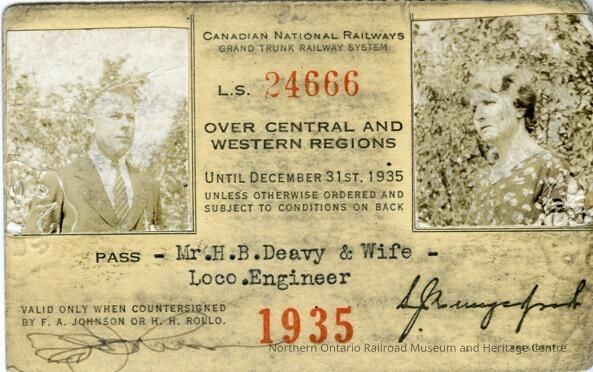 CANADIAN NATIONAL RAILWAYS
GRAND TRUNK RAILWAY SYSTEM
L.S. 24666
OVER CENTRAL AND
WESTERN REGIONS
UNTIL DECEMBER 31ST, 1935
UNLESS OTHERWISE ORDERED AND
SUBJECT TO CONDITIONS ON BACK
PASS - Mr.H.B.Deavy & Wife -
Loco.Engineer
VALID ONLY WHEN COUNTERSIGNED
BY F. A. JOHNSON OR H. H. ROLLO.
1935
Northern Ontario Railroad Museum and Heritage Centre